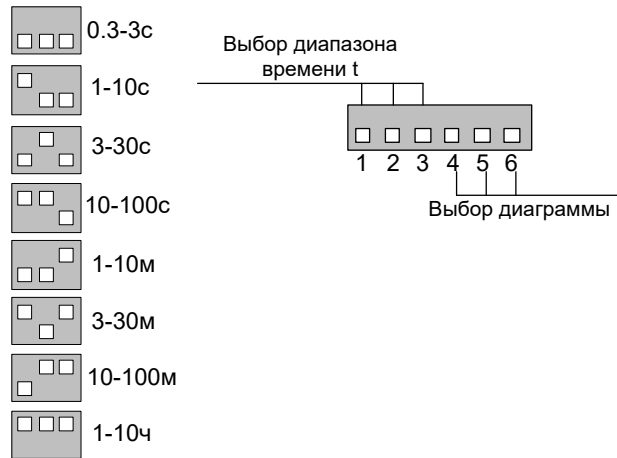 0.3-3с
1-10с
3-30с
10-100с
1-10м
3-30м
10-100м
1-10ч
Выбор диапазона
времени t
1 2 3 4 5 6
Выбор диаграммы